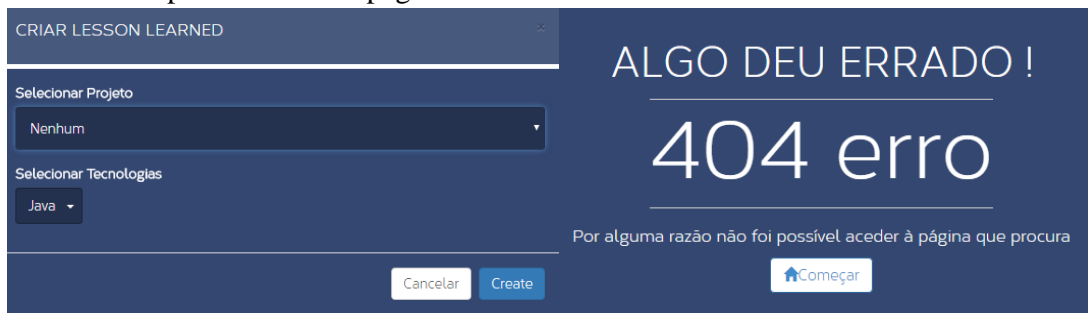 CRIAR LESSON LEARNED
×
Selecionar Projeto
Nenhum
Selecionar Tecnologias
Java
Cancelar
Create
ALGO DEU ERRADO !
404 erro
Por alguma razão não foi possível aceder à página que procura
Começar